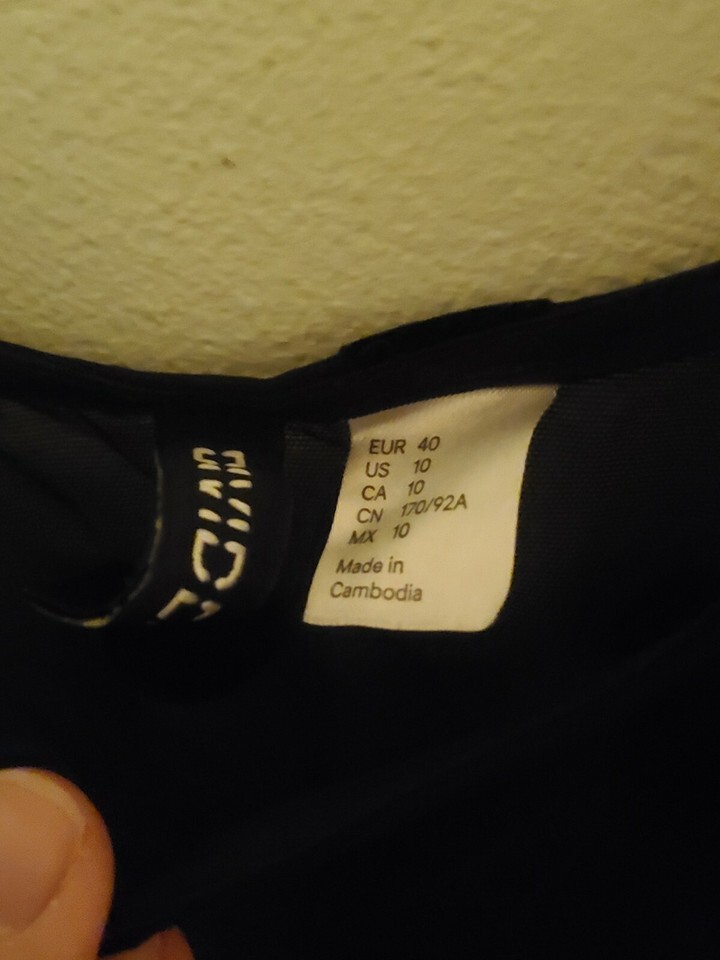 EUR 40
US 10
CA 10
CN 170/92A
MX 10
Made in
Cambodia